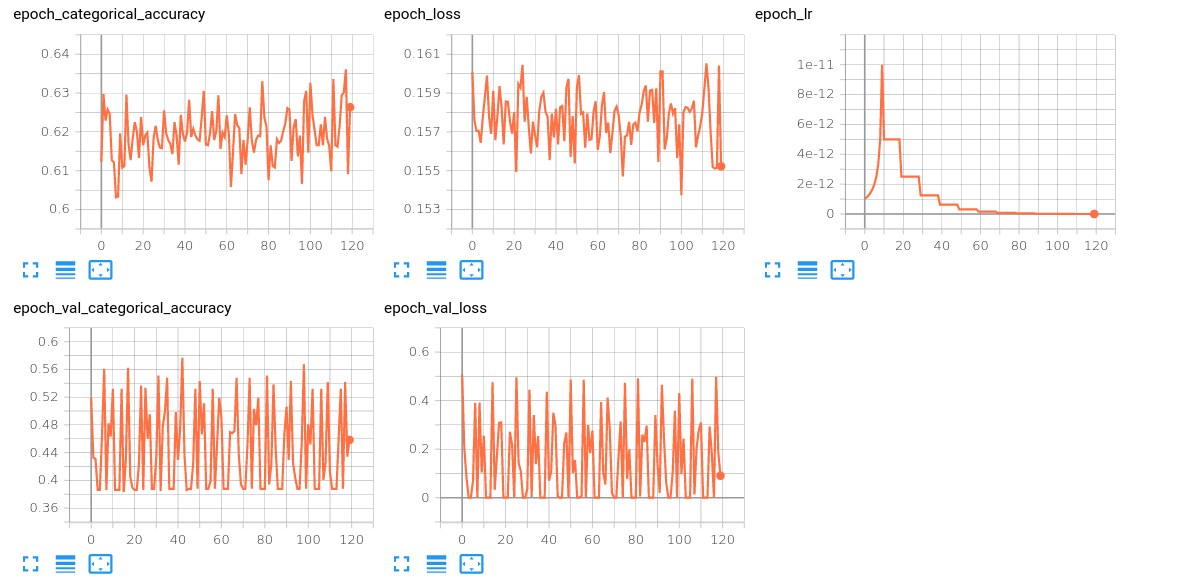 epoch_categorical_accuracy
0.64
0.63
0.62
0.61
0.6
0 20 40 60 80 100 120
epoch_loss
0.161
0.159
0.157
0.155
0.153
0 20 40 60 80 100 120
epoch_lr
1e-11
8e-12
6e-12
4e-12
2e-12
0
0 20 40 60 80 100 120
epoch_val_categorical_accuracy
0.6
0.56
0.52
0.48
0.44
0.4
0.36
0 20 40 60 80 100 120
epoch_val_loss
0.6
0.4
0.2
0
0 20 40 60 80 100 120